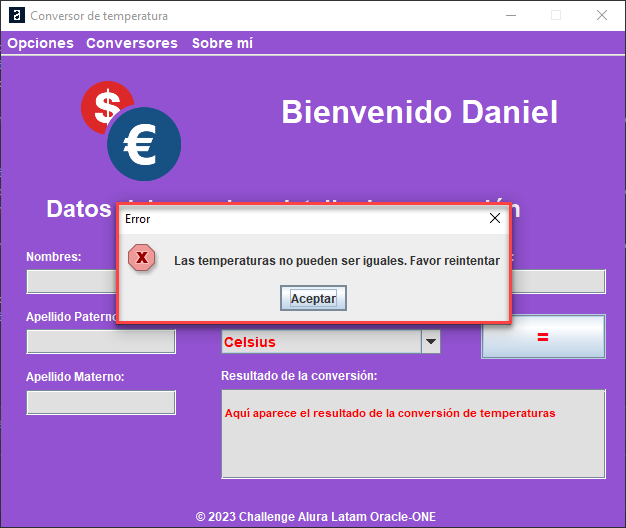 Conversor de temperatura
Opciones Conversores Sobre mí
$
€
Bienvenido Daniel
Datos
Error
Las temperaturas no pueden ser iguales. Favor reintentar
Aceptar
Nombres:
Apellido Paterno
Celsius
=
Apellido Materno:
Resultado de la conversión:
Aquí aparece el resultado de la conversión de temperaturas
© 2023 Challenge Alura Latam Oracle-ONE